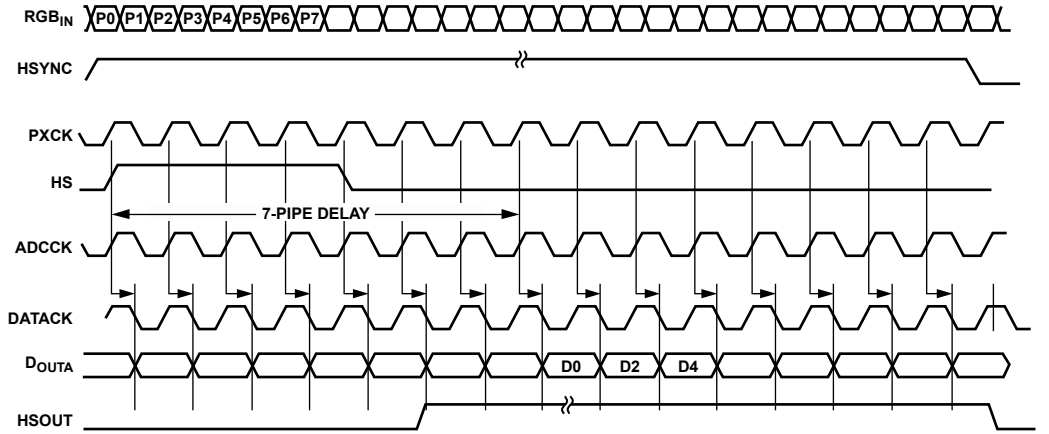 RGBIN P0 P1 P2 P3 P4 P5 P6 P7
HSYNC
PXCK
HS
7-PIPE DELAY
ADCCK
DATACK
DOUTA D0 D2 D4
HSOUT